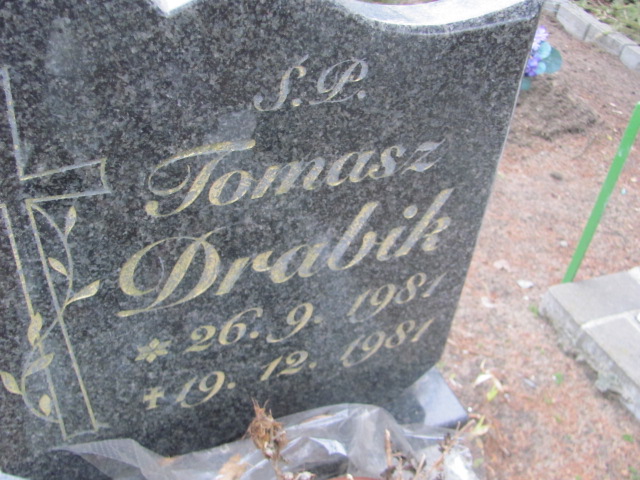 Ś.P.
Tomasz
Drabik
* 26. 9. 1981
+ 19. 12. 1981